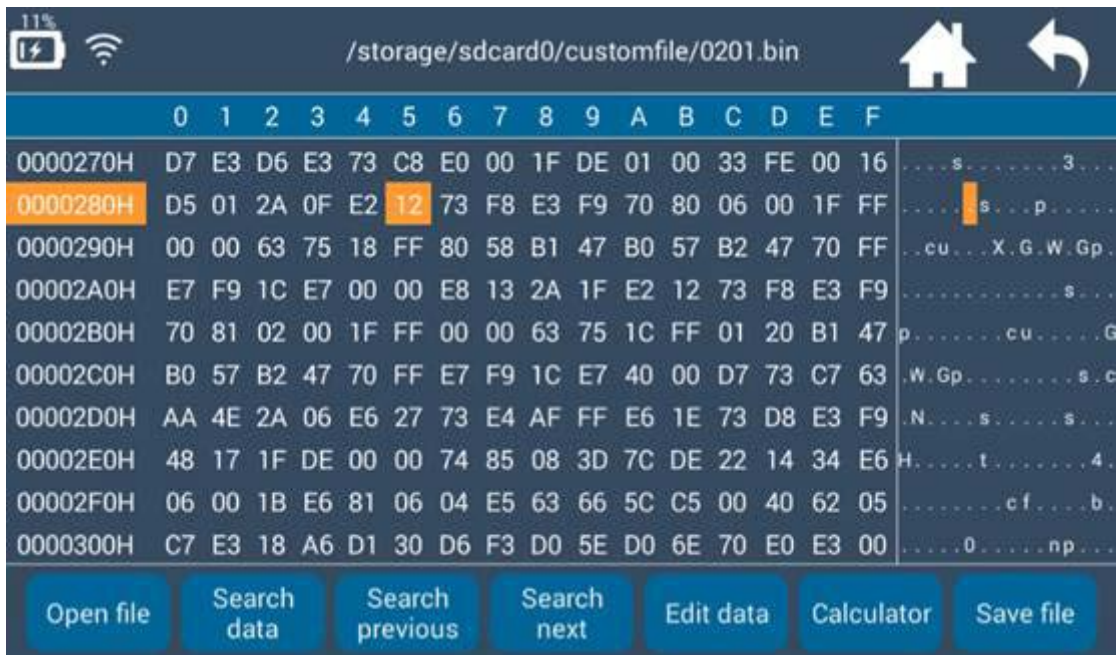 11%
/storage/sdcard0/customfile/0201.bin
0 1 2 3 4 5 6 7 8 9 A B C D E F
0000270H D7 E3 D6 E3 73 C8 E0 00 1F DE 01 00 33 FE 00 16 ....s.......3...
0000280H D5 01 2A 0F E2 12 73 F8 E3 F9 70 80 06 00 1F FF ......s...p.....
0000290H 00 00 63 75 18 FF 80 58 B1 47 B0 57 B2 47 70 FF ..cu...X.G.W.Gp.
00002A0H E7 F9 1C E7 00 00 E8 13 2A 1F E2 12 73 F8 E3 F9 ............s...
00002B0H 70 81 02 00 1F FF 00 00 63 75 1C FF 01 20 B1 47 p.......cu.....G
00002C0H B0 57 B2 47 70 FF E7 F9 1C E7 40 00 D7 73 C7 63 .W.Gp........s.c
00002D0H AA 4E 2A 06 E6 27 73 E4 AF FF E6 1E 73 D8 E3 F9 .N....s.....s...
00002E0H 48 17 1F DE 00 00 74 85 08 3D 7C DE 22 14 34 E6 H.....t.......4.
00002F0H 06 00 1B E6 81 06 04 E5 63 66 5C C5 00 40 62 05 ........cf....b.
0000300H C7 E3 18 A6 D1 30 D6 F3 D0 5E D0 6E 70 E0 E3 00 .....0.....np...
Open file
Search data
Search previous
Search next
Edit data
Calculator
Save file